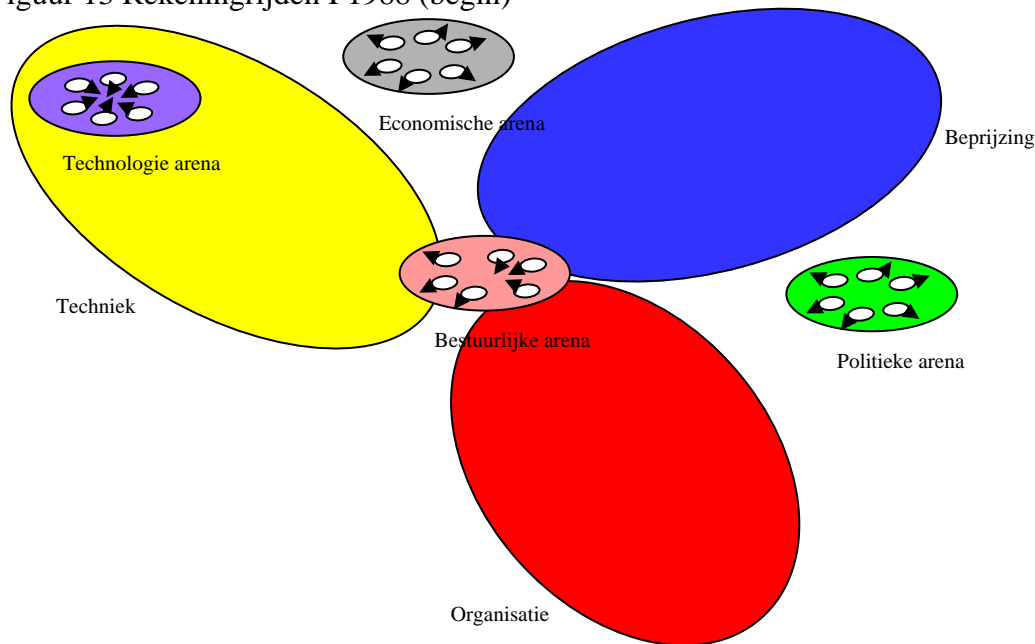 guur 13 Rekeningrijden I 1988 (begin)
Economische arena
Beprijzing
Technologie arena
Techniek
Bestuurlijke arena
Politieke arena
Organisatie